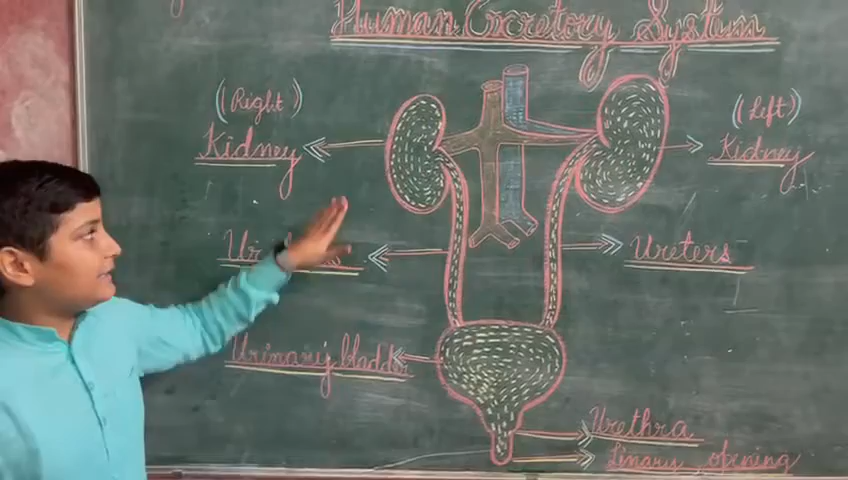 Human Excretory System
(Right)
Kidney
(Left)
Kidney
Ureters
Urinary bladder
Urethra
Urinary opening